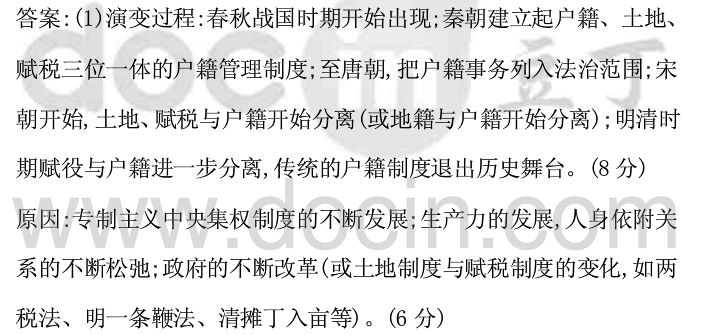 答案:(1)演变过程:春秋战国时期开始出现;秦朝建立起户籍、土地、
赋税三位一体的户籍管理制度;至唐朝,把户籍事务列入法治范围;宋
朝开始,土地、赋税与户籍开始分离(或地籍与户籍开始分离);明清时
期赋役与户籍进一步分离,传统的户籍制度退出历史舞台。(8分)
原因:专制主义中央集权制度的不断发展;生产力的发展,人身依附关
系的不断松弛;政府的不断改革(或土地制度与赋税制度的变化,如两
税法、明一条鞭法、清摊丁入亩等)。(6分)
docin 豆丁
www.docin.com